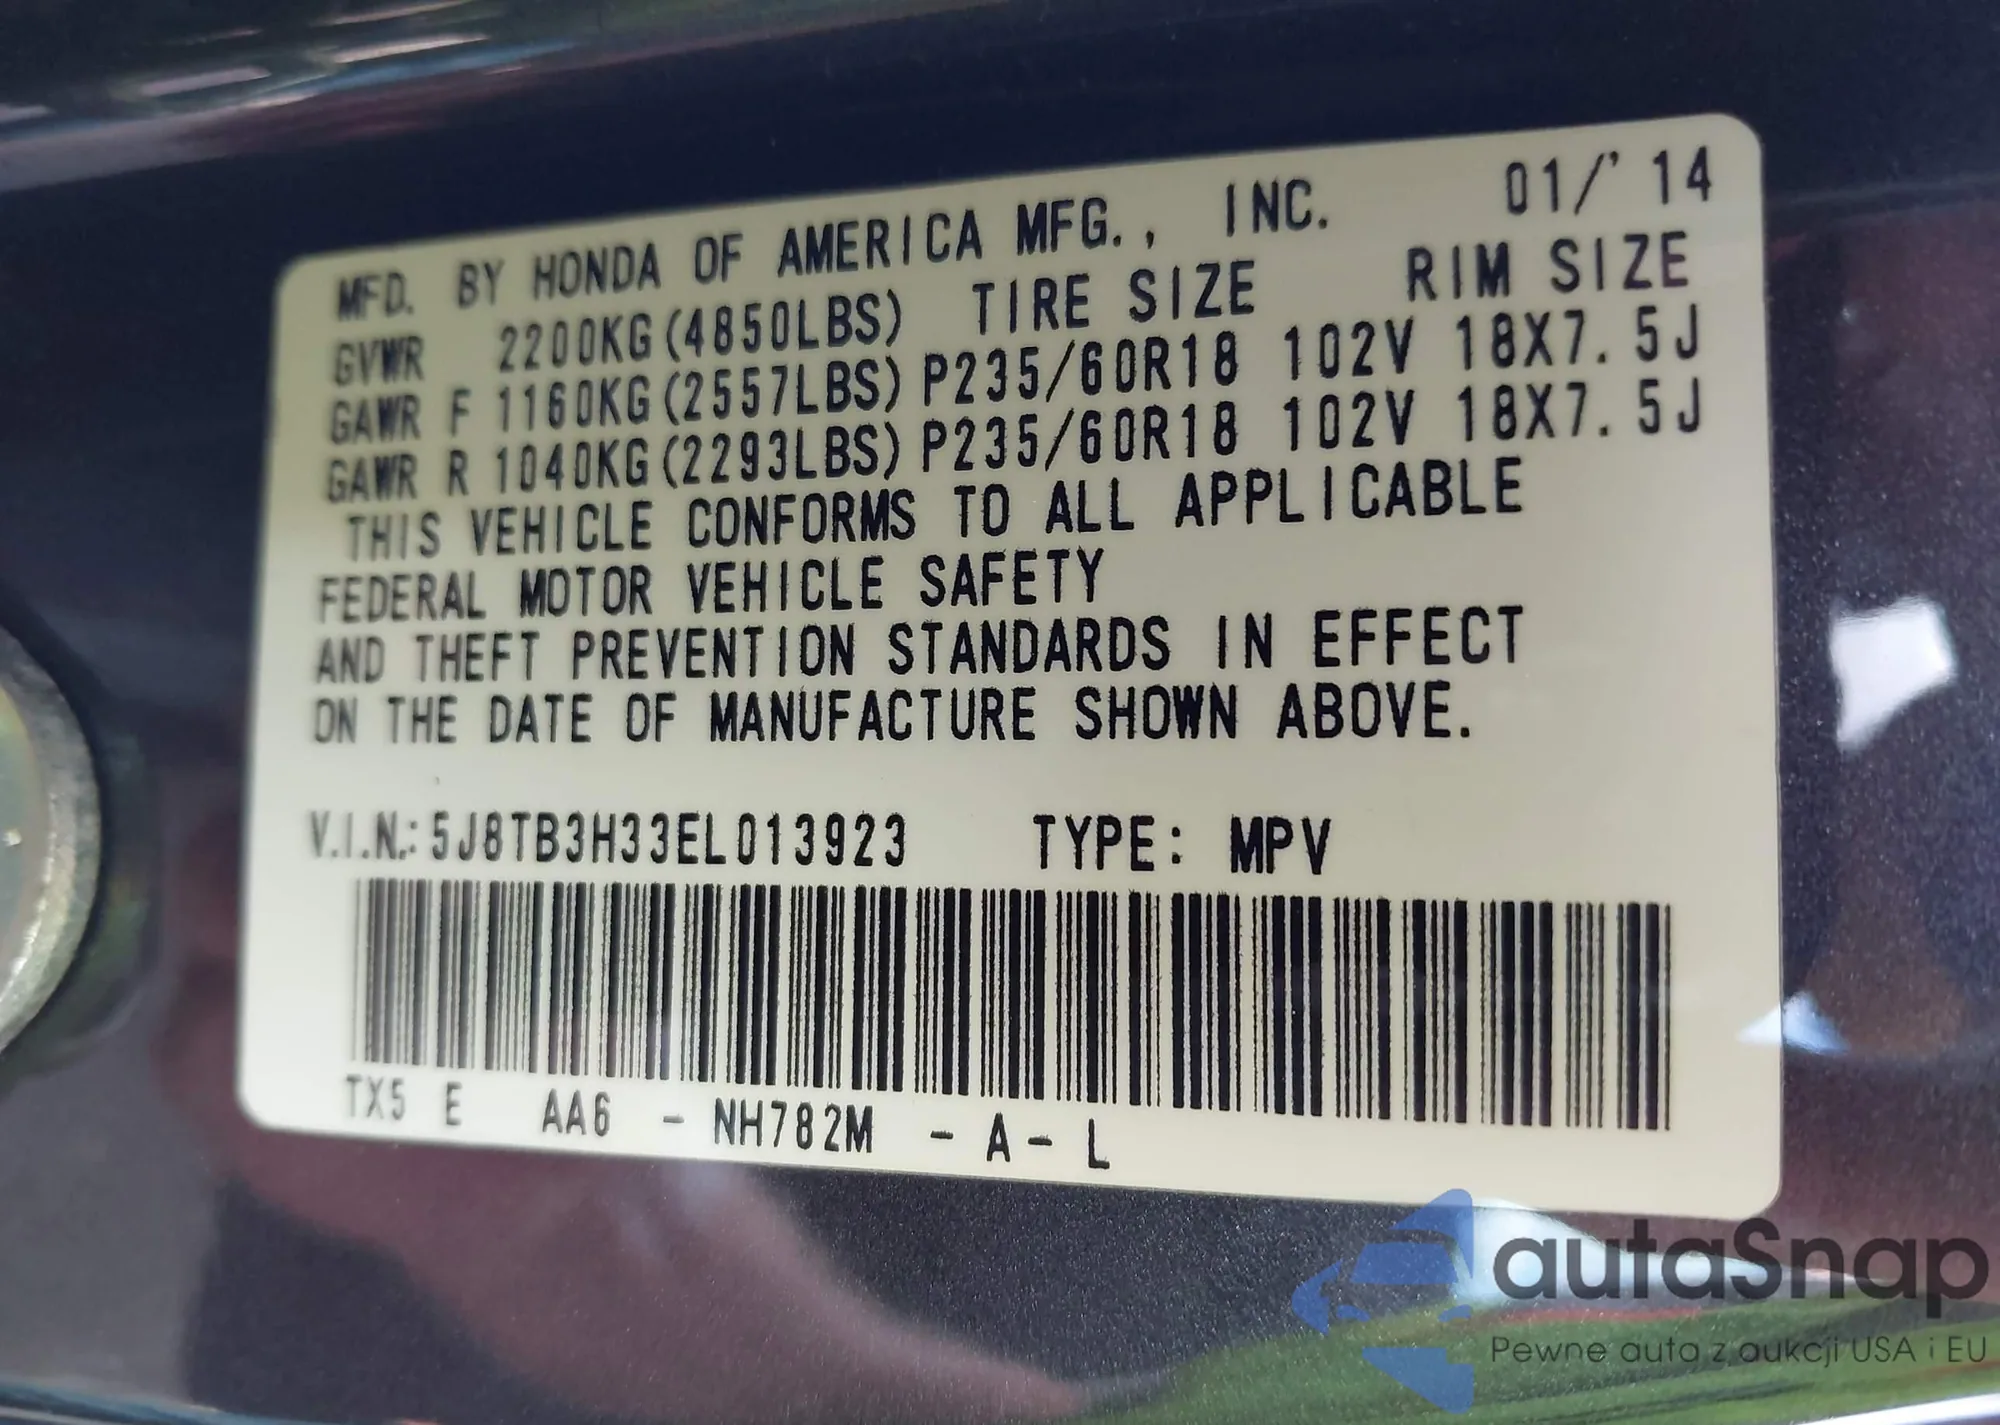 MFD. BY HONDA OF AMERICA MFG., INC. 01/'14
GVWR 2200KG(4850LBS) TIRE SIZE RIM SIZE
GAWR F 1160KG(2557LBS) P235/60R18 102V 18X7.5J
GAWR R 1040KG(2293LBS) P235/60R18 102V 18X7.5J
THIS VEHICLE CONFORMS TO ALL APPLICABLE
FEDERAL MOTOR VEHICLE SAFETY
AND THEFT PREVENTION STANDARDS IN EFFECT
ON THE DATE OF MANUFACTURE SHOWN ABOVE.
V.I.N.: 5J8TB3H33EL013923 TYPE: MPV
TX5 E AA6 - NH782M - A - L
autaSnap
Pewne auta z aukcji USA i EU